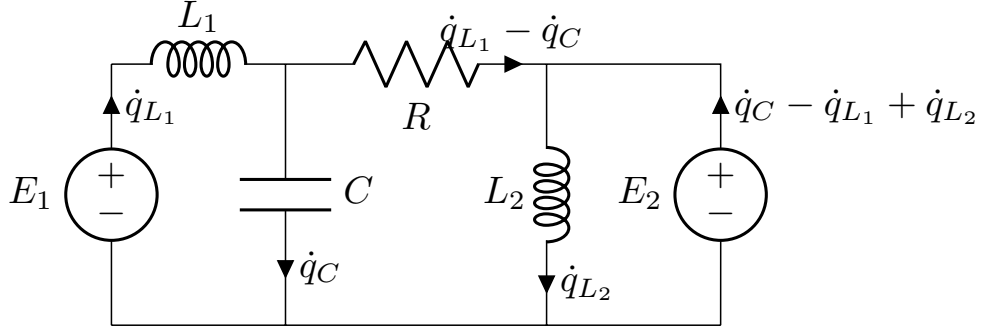 L₁
q̇_{L₁} − q̇_C
q̇_{L₁}
R
q̇_C − q̇_{L₁} + q̇_{L₂}
E₁
+
−
C
L₂
E₂
+
−
q̇_C
q̇_{L₂}